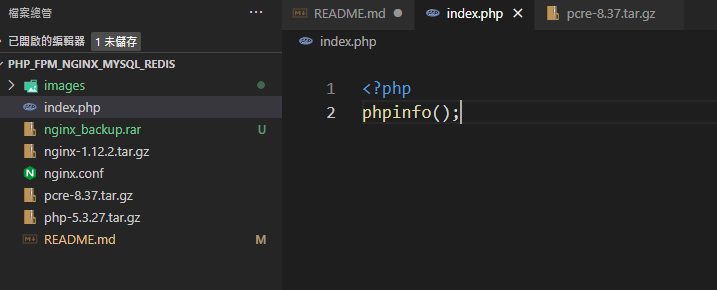 檔案總管 ...
已開啟的編輯器 1 未儲存
PHP_FPM_NGINX_MYSQL_REDIS
images
index.php
nginx_backup.rar U
nginx-1.12.2.tar.gz
nginx.conf
pcre-8.37.tar.gz
php-5.3.27.tar.gz
README.md M
README.md index.php pcre-8.37.tar.gz
index.php
1 <?php
2 phpinfo();